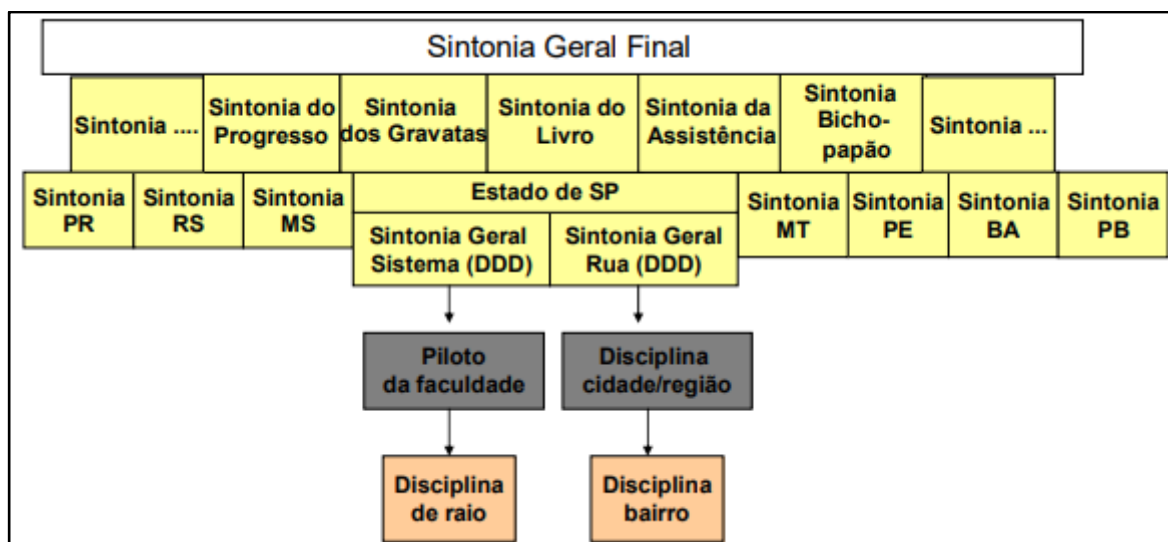 Sintonia Geral Final
Sintonia ....
Sintonia do
Progresso
Sintonia
dos Gravatas
Sintonia do
Livro
Sintonia da
Assistência
Sintonia
Bicho-
papão
Sintonia ...
Sintonia
PR
Sintonia
RS
Sintonia
MS
Estado de SP
Sintonia Geral
Sistema (DDD)
Sintonia Geral
Rua (DDD)
Sintonia
MT
Sintonia
PE
Sintonia
BA
Sintonia
PB
Piloto
da faculdade
Disciplina
cidade/região
Disciplina
de raio
Disciplina
bairro